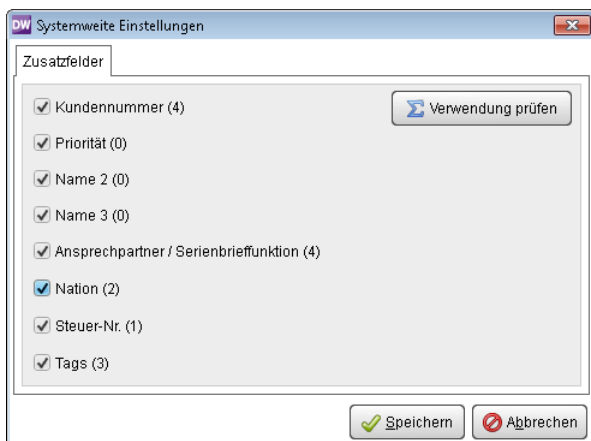 DW Systemweite Einstellungen
Zusatzfelder
Kundennummer (4)
Verwendung prüfen
Priorität (0)
Name 2 (0)
Name 3 (0)
Ansprechpartner / Serienbrieffunktion (4)
Nation (2)
Steuer-Nr. (1)
Tags (3)
Speichern
Abbrechen